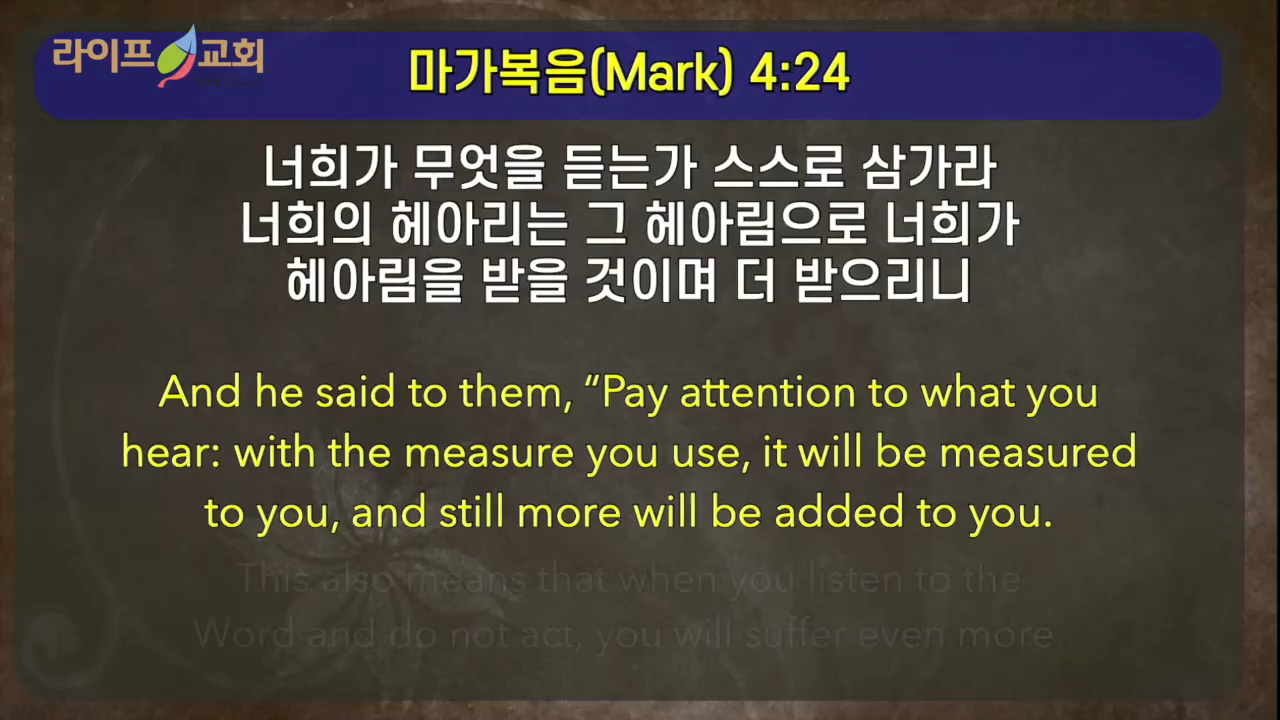 라이프 교회
마가복음(Mark) 4:24
너희가 무엇을 듣는가 스스로 삼가라
너희의 헤아리는 그 헤아림으로 너희가
헤아림을 받을 것이며 더 받으리니
And he said to them, “Pay attention to what you
hear: with the measure you use, it will be measured
to you, and still more will be added to you.
This also means that when you listen to the
Word and do not act, you will suffer even more.